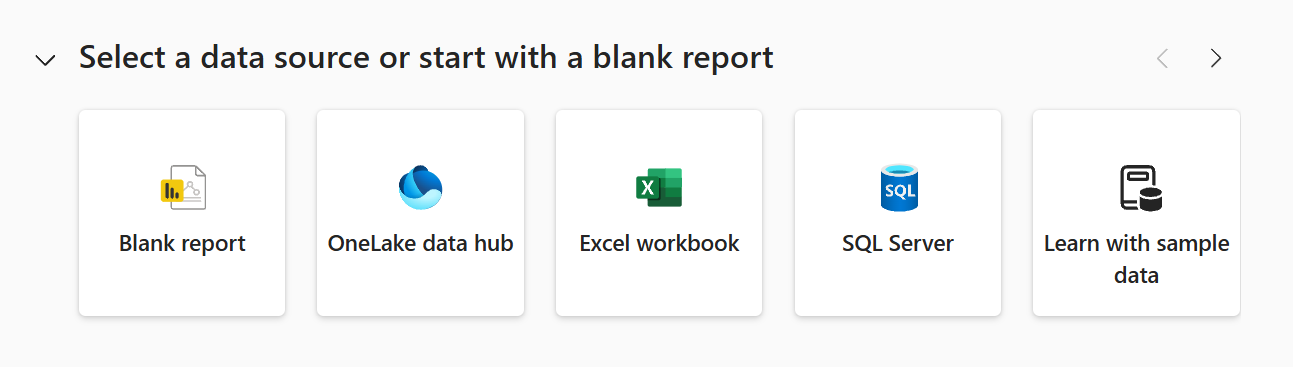 Select a data source or start with a blank report
Blank report
OneLake data hub
X
Excel workbook
SQL
SQL Server
Learn with sample
data